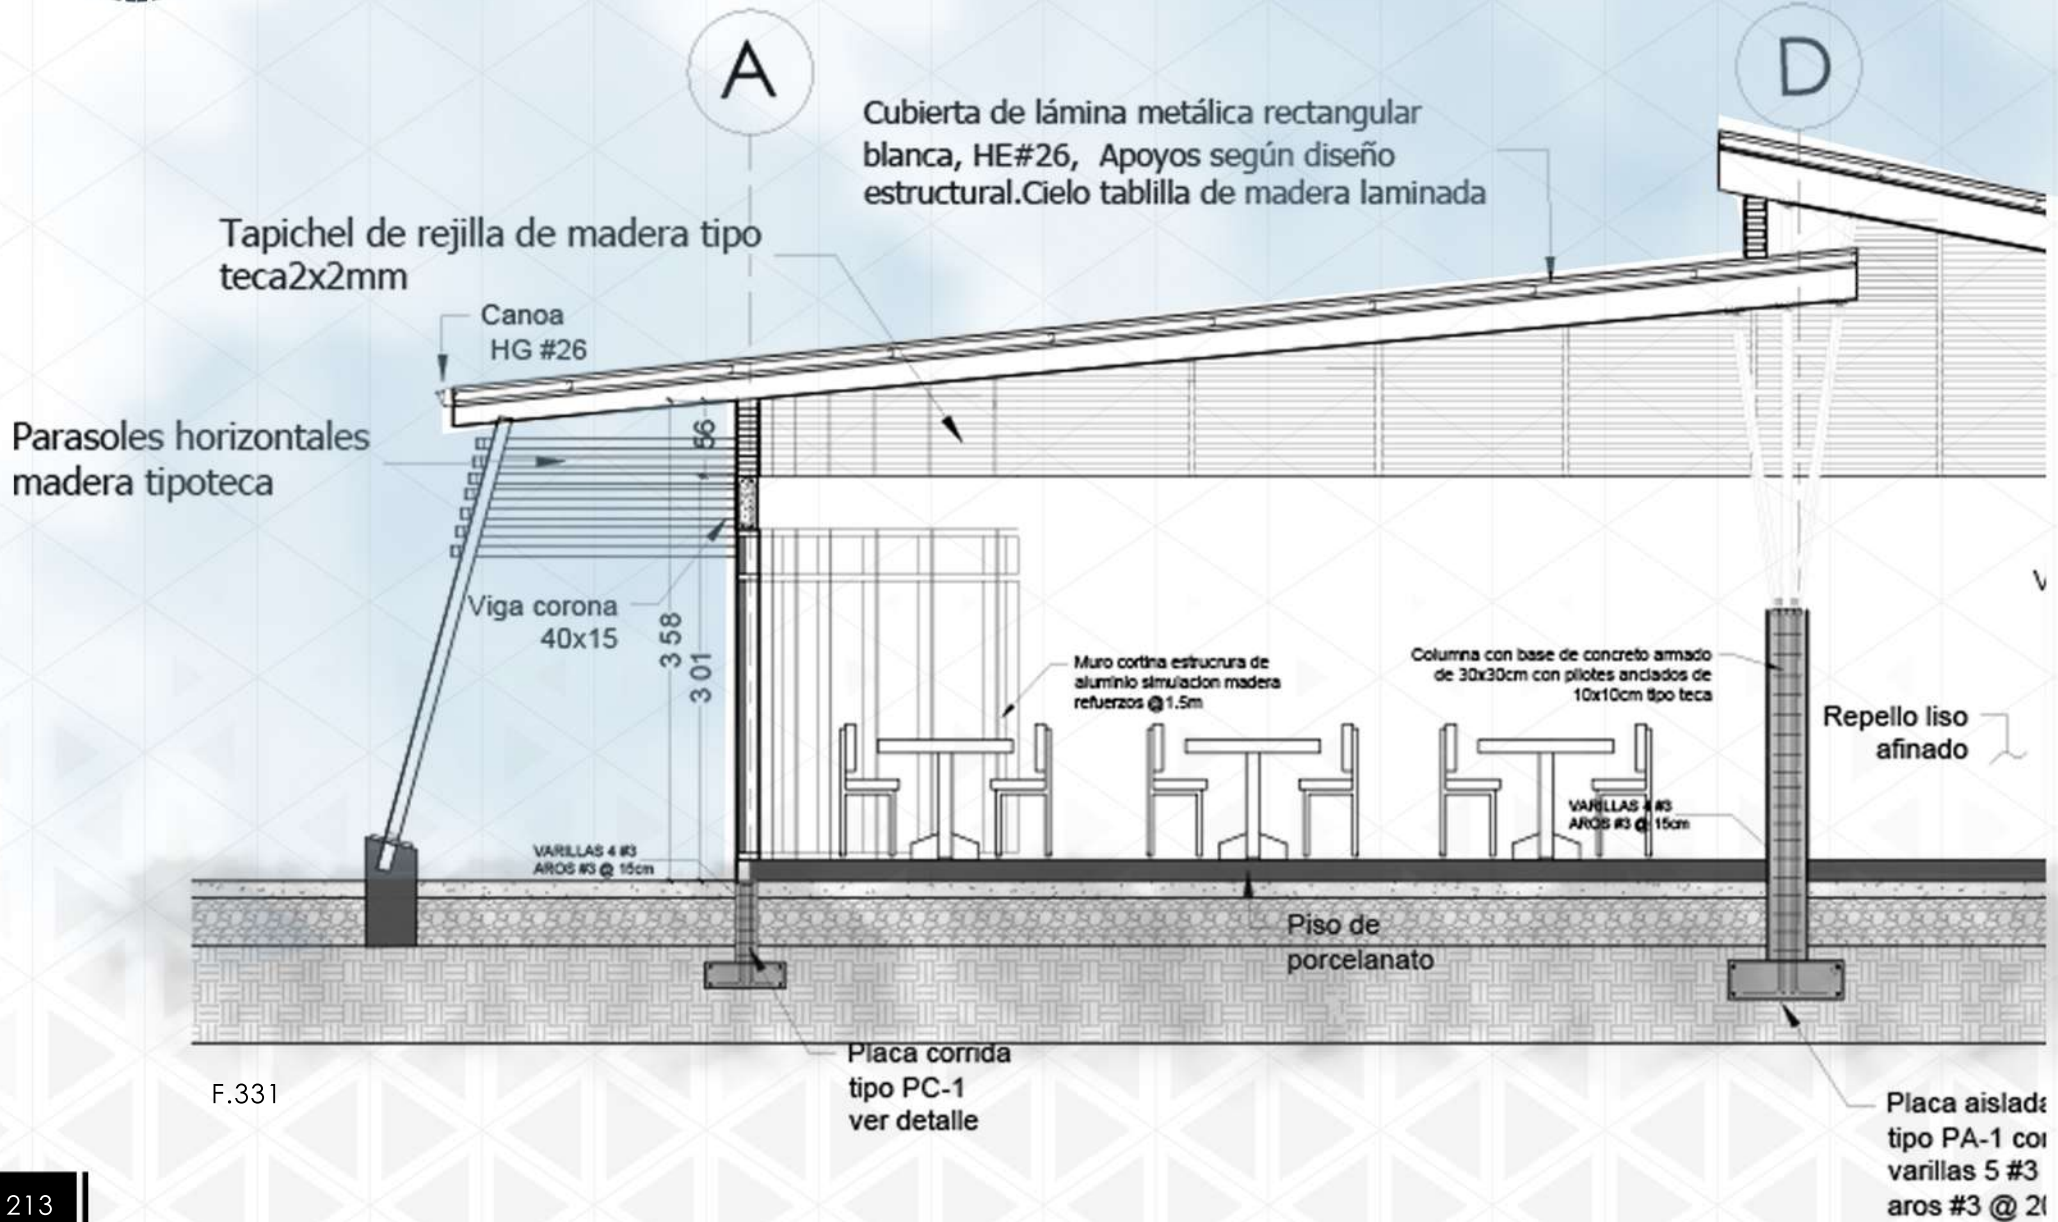 A
D
Cubierta de lámina metálica rectangular
blanca, HE#26, Apoyos según diseño
estructural.Cielo tablilla de madera laminada
Tapichel de rejilla de madera tipo
teca2x2mm
Canoa
HG #26
Parasoles horizontales
madera tipoteca
56
Viga corona
40x15
3 58
3 01
Muro cortina estrucrura de
aluminio simulacion madera
refuerzos @1.5m
Columna con base de concreto armado
de 30x30cm con pilotes anclados de
10x10cm tipo teca
Repello liso
afinado
VARILLAS 4 #3
AROS #3 @ 15cm
VARILLAS 4 #3
AROS #3 @ 15cm
Piso de
porcelanato
Placa corrida
tipo PC-1
ver detalle
F.331
Placa aislada
tipo PA-1 con
varillas 5 #3
aros #3 @ 20
213